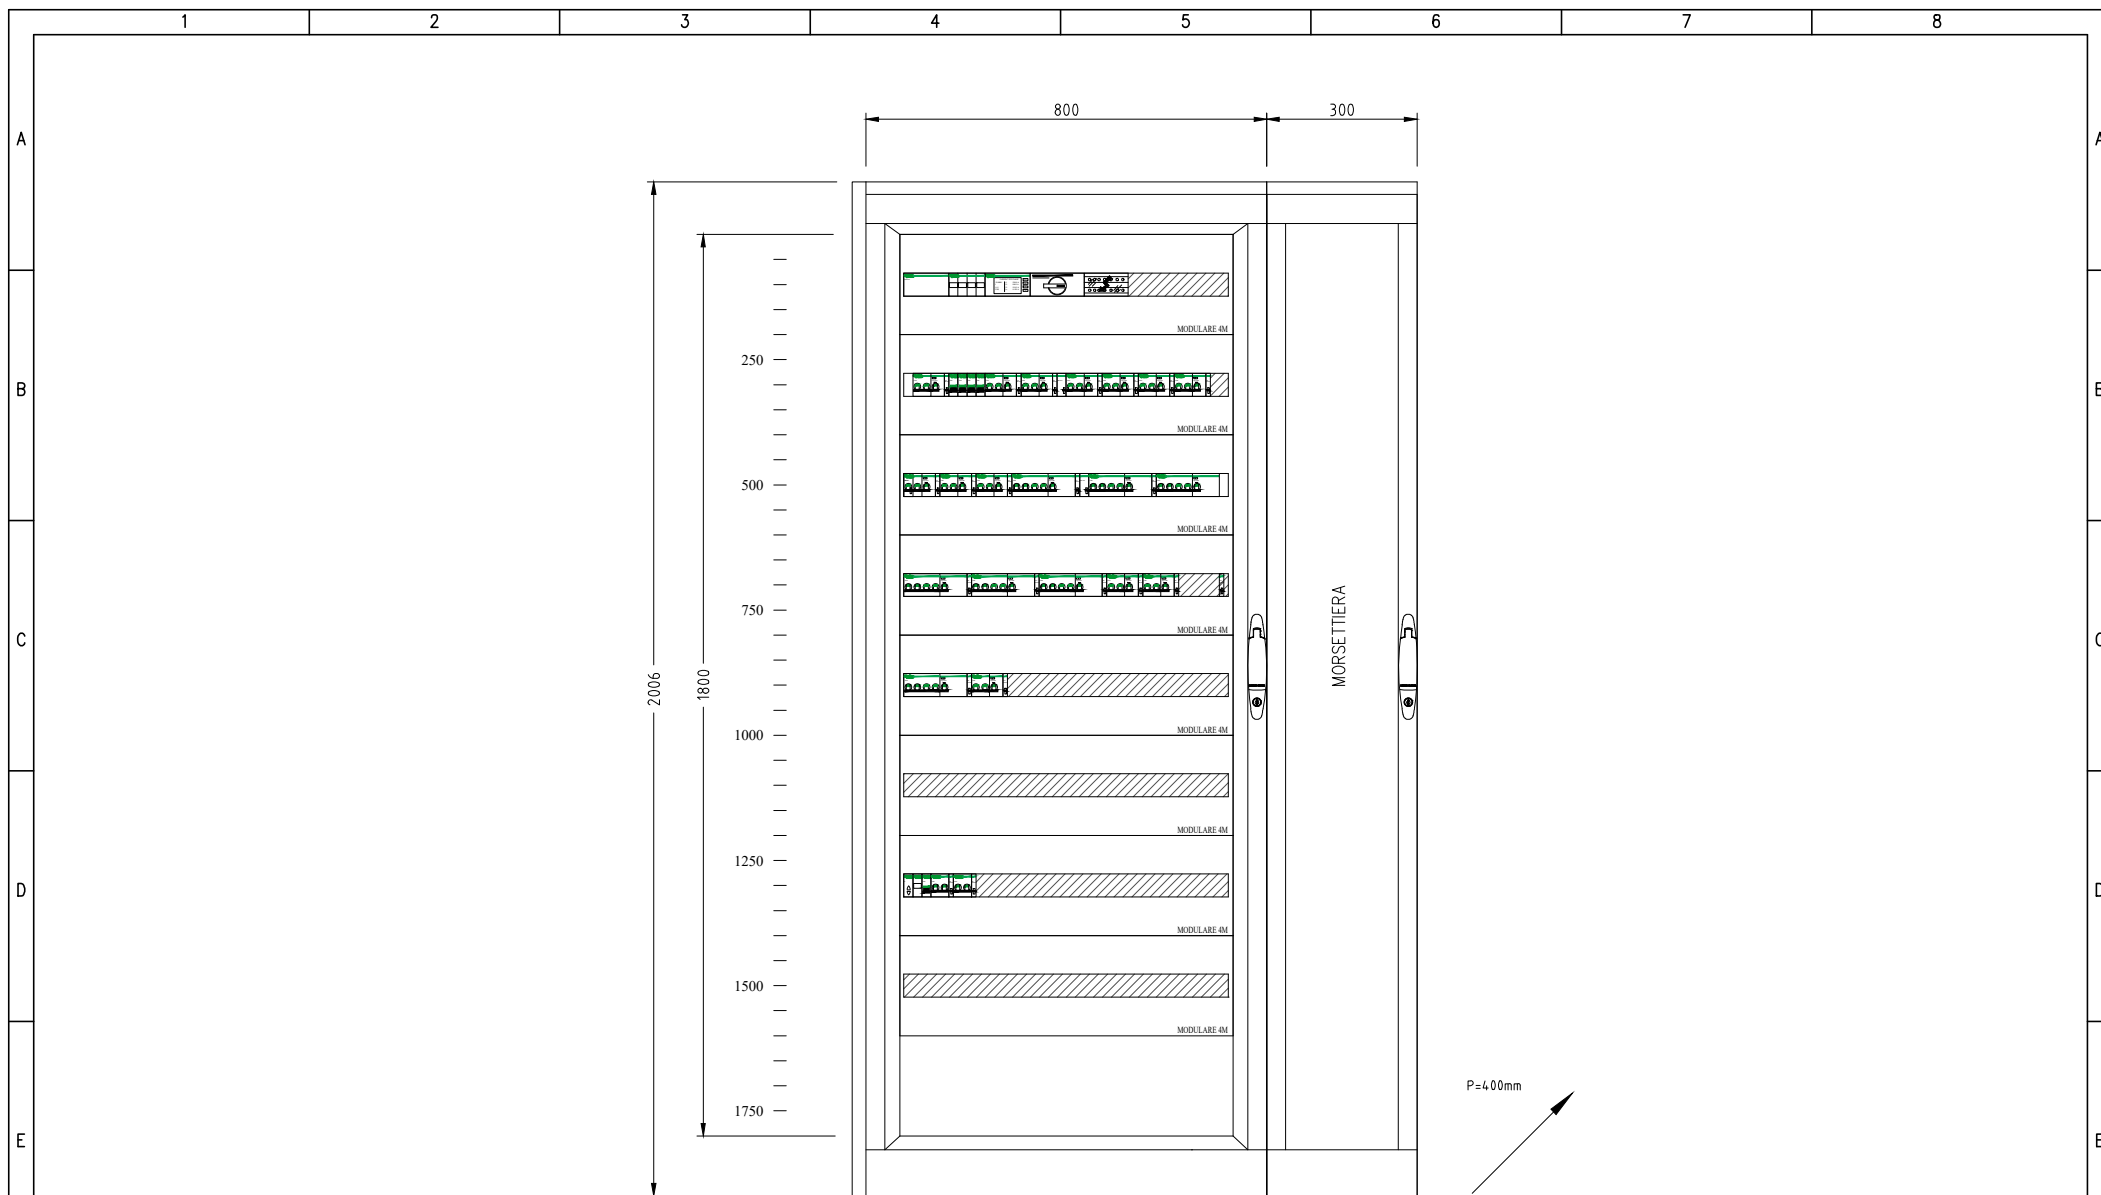 1 2 3 4 5 6 7 8
800 300
A A
MODULARE 4M
250
B B
MODULARE 4M
500
MODULARE 4M
750
MODULARE 4M
C C
MORSETTIERA
2006
1800
1000
MODULARE 4M
MODULARE 4M
1250
D D
MODULARE 4M
1500
MODULARE 4M
P=400mm
1750
E E